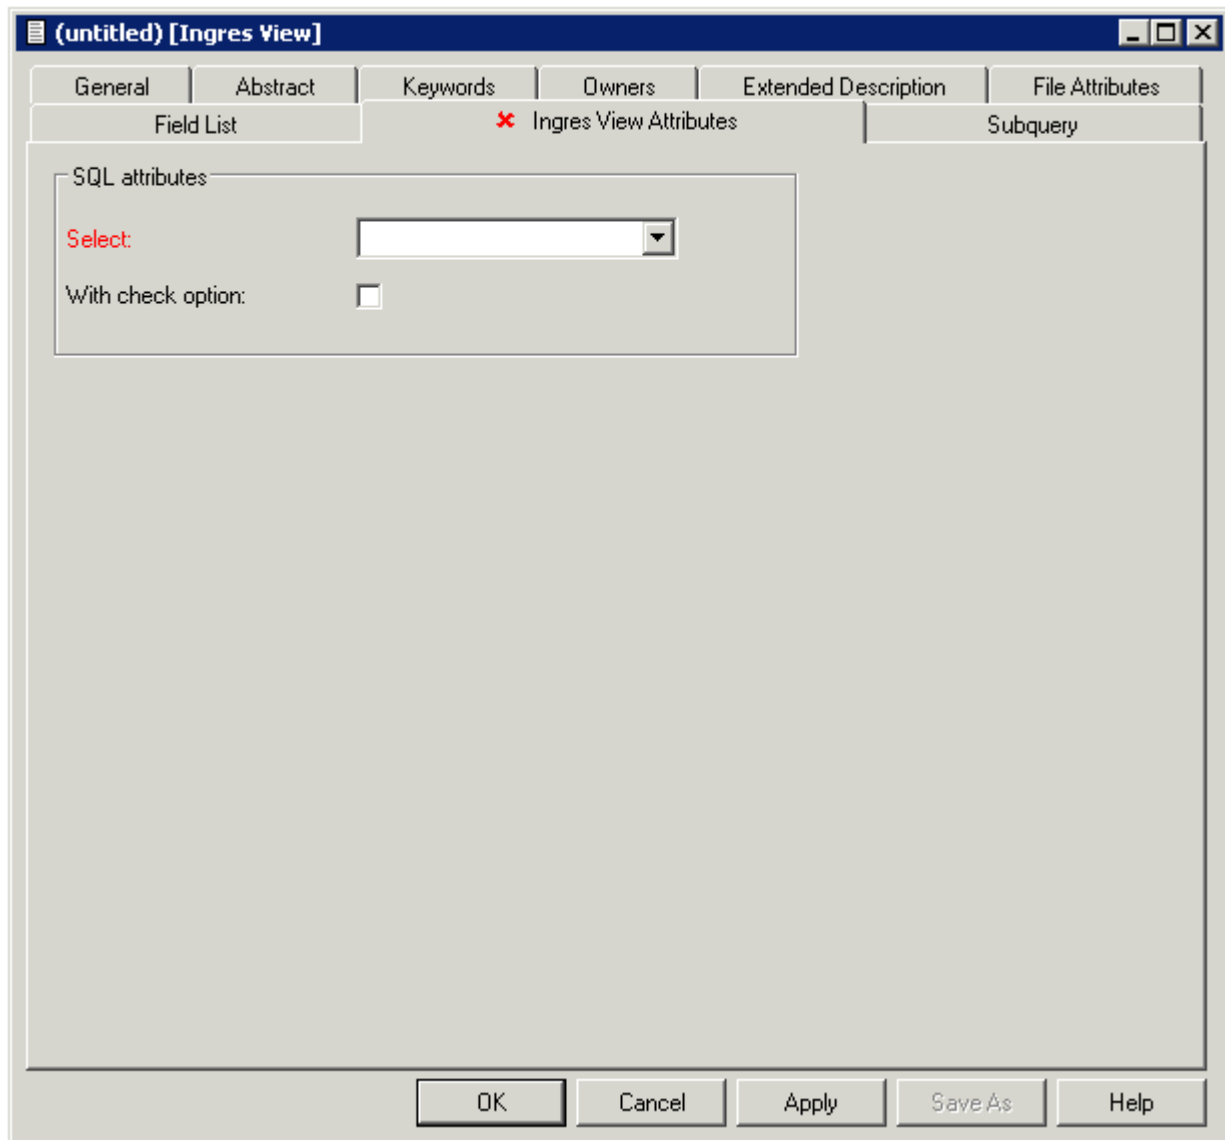 (untitled) [Ingres View]
General Abstract Keywords Owners Extended Description File Attributes
Field List Ingres View Attributes Subquery
SQL attributes
Select:
With check option:
OK Cancel Apply Save As Help